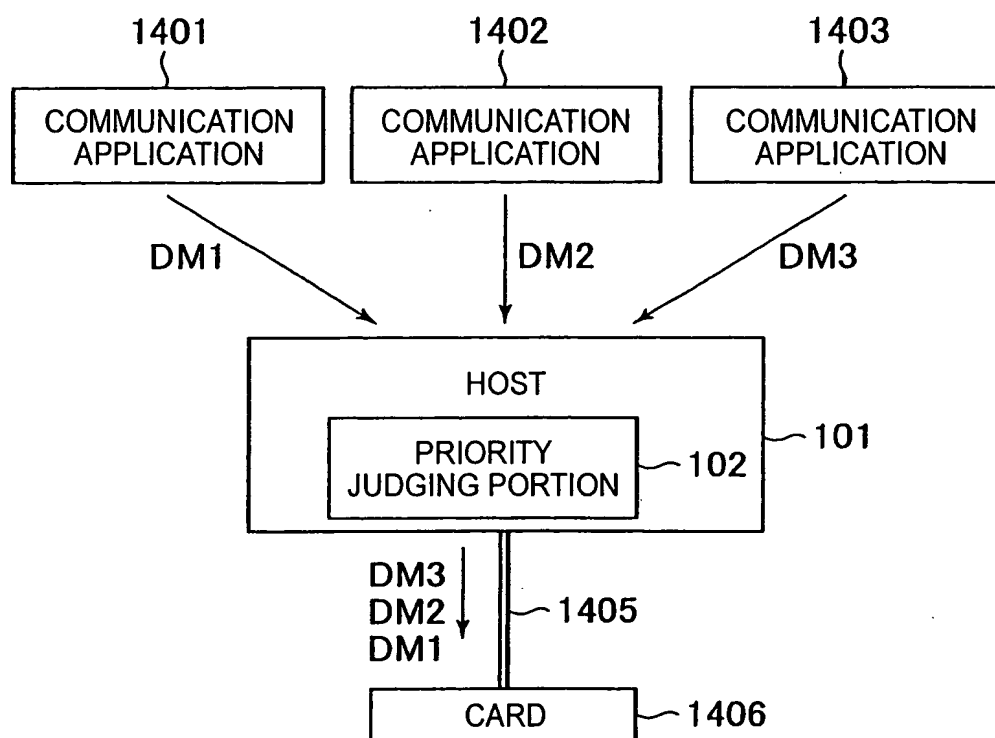 1401
1402
1403
COMMUNICATION
APPLICATION
COMMUNICATION
APPLICATION
COMMUNICATION
APPLICATION
DM1
DM2
DM3
HOST
101
PRIORITY
JUDGING PORTION
102
DM3
DM2
DM1
1405
CARD
1406